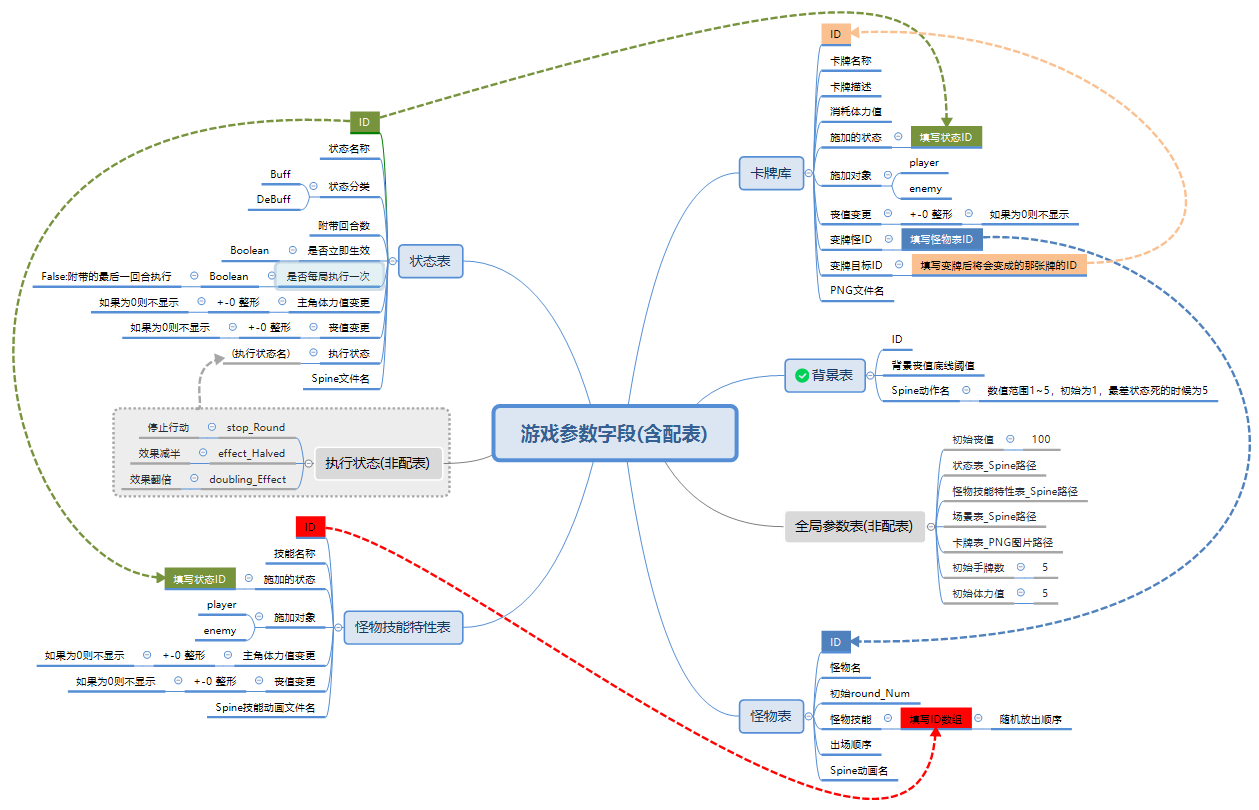 游戏参数字段(含配表)
状态表
ID
状态名称
状态分类
Buff
DeBuff
附带回合数
是否立即生效
Boolean
是否每局执行一次
Boolean
False:附带的最后一回合执行
主角体力值变更
+-0 整形
如果为0则不显示
丧值变更
+-0 整形
如果为0则不显示
执行状态
(执行状态名)
Spine文件名
执行状态(非配表)
stop_Round
停止行动
effect_Halved
效果减半
doubling_Effect
效果翻倍
怪物技能特性表
ID
技能名称
施加的状态
填写状态ID
施加对象
player
enemy
主角体力值变更
+-0 整形
如果为0则不显示
丧值变更
+-0 整形
如果为0则不显示
Spine技能动画文件名
卡牌库
ID
卡牌名称
卡牌描述
消耗体力值
施加的状态
填写状态ID
施加对象
player
enemy
丧值变更
+-0 整形
如果为0则不显示
变牌怪ID
填写怪物表ID
变牌目标ID
填写变牌后将会变成的那张牌的ID
PNG文件名
背景表
ID
背景丧值底线阈值
Spine动作名
数值范围1~5，初始为1，最差状态死的时候为5
全局参数表(非配表)
初始丧值
100
状态表_Spine路径
怪物技能特性表_Spine路径
场景表_Spine路径
卡牌表_PNG图片路径
初始手牌数
5
初始体力值
5
怪物表
ID
怪物名
初始round_Num
怪物技能
填写ID数组
随机放出顺序
出场顺序
Spine动画名